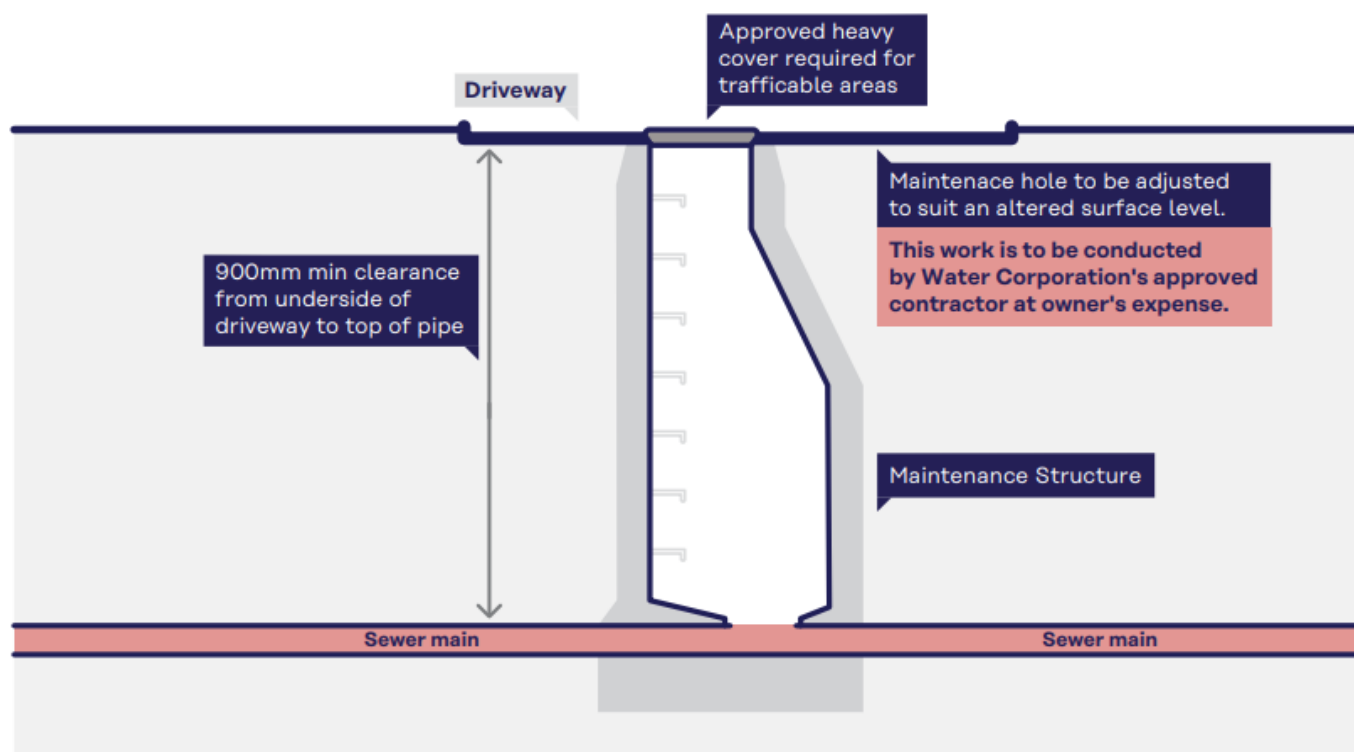 Approved heavy
cover required for
trafficable areas
Driveway
Maintenace hole to be adjusted
to suit an altered surface level.
This work is to be conducted
by Water Corporation's approved
contractor at owner's expense.
900mm min clearance
from underside of
driveway to top of pipe
Maintenance Structure
Sewer main
Sewer main